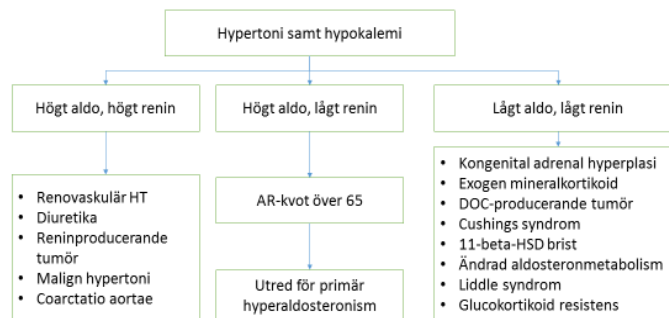 Hypertoni samt hypokalemi
Högt aldo, högt renin
Högt aldo, lågt renin
Lågt aldo, lågt renin
• Renovaskulär HT
• Diuretika
• Reninproducerande
tumör
• Malign hypertoni
• Coarctatio aortae
AR-kvot över 65
Utred för primär
hyperaldosteronism
• Kongenital adrenal hyperplasi
• Exogen mineralkortikoid
• DOC-producerande tumör
• Cushings syndrom
• 11-beta-HSD brist
• Ändrad aldosteronmetabolism
• Liddle syndrom
• Glucokortikoid resistens